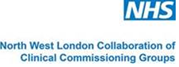 NHS
North West London Collaboration of
Clinical Commissioning Groups